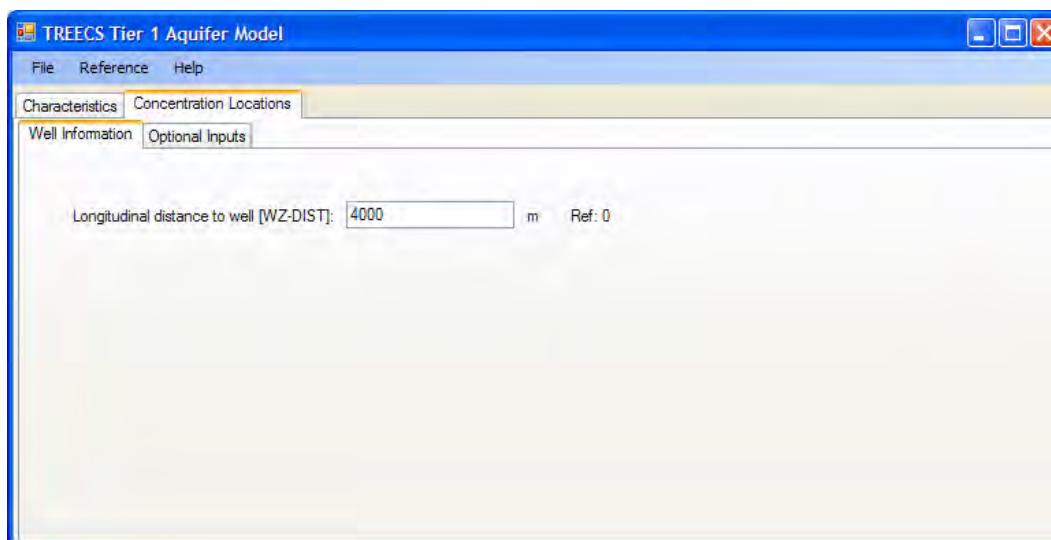 TREECS Tier 1 Aquifer Model
File Reference Help
Characteristics Concentration Locations
Well Information Optional Inputs
Longitudinal distance to well [WZ-DIST]: 4000 m Ref: 0